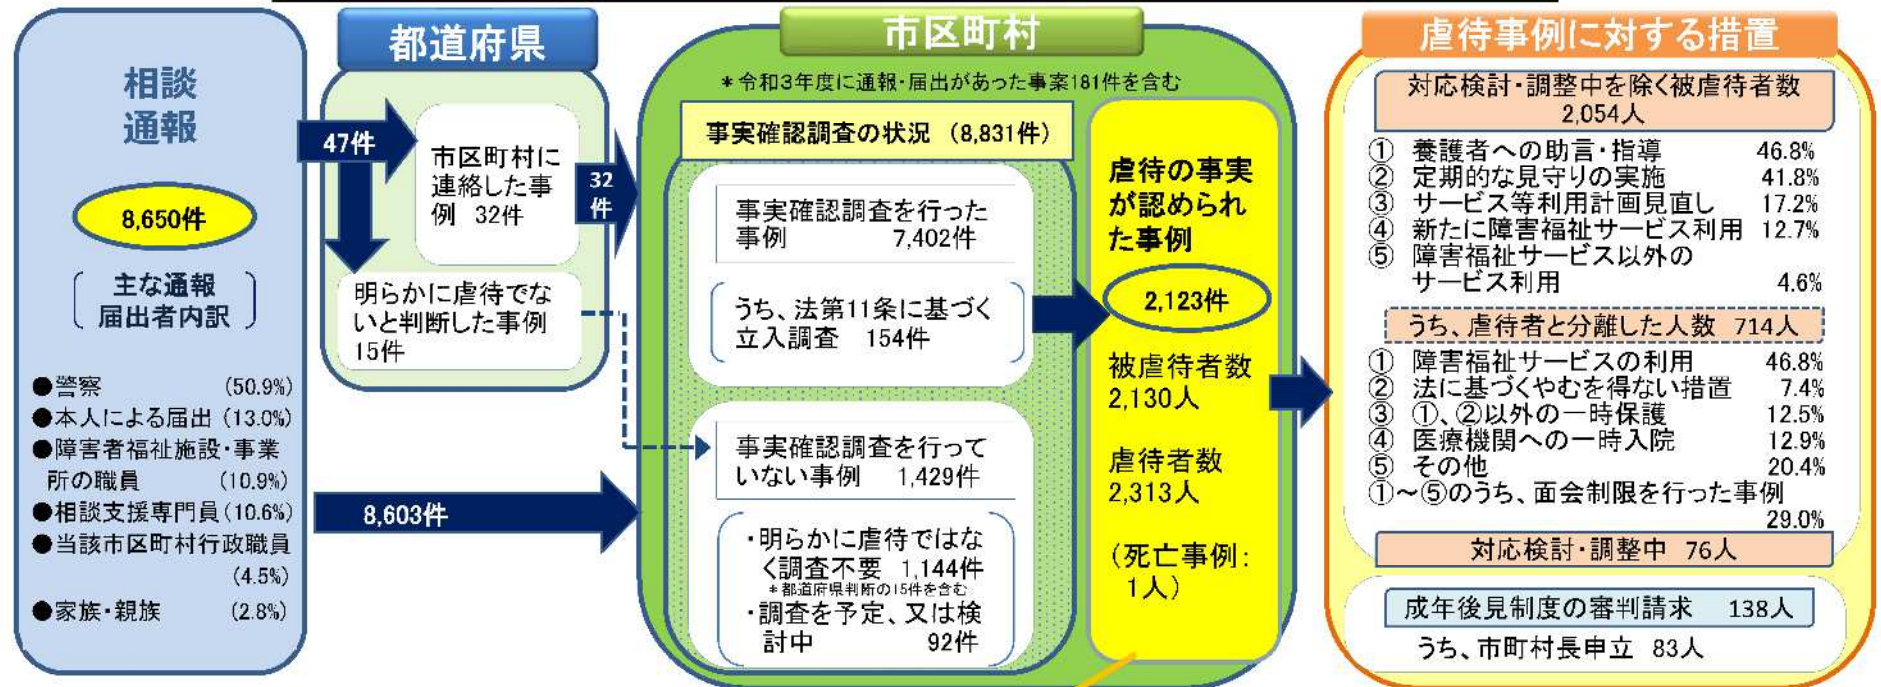 相談
通報
8,650件
主な通報
届出者内訳
●警察 (50.9%)
●本人による届出 (13.0%)
●障害者福祉施設・事業
所の職員 (10.9%)
●相談支援専門員 (10.6%)
●当該市区町村行政職員
(4.5%)
●家族・親族 (2.8%)
都道府県
47件
市区町村に
連絡した事
例 32件
32
件
明らかに虐待でな
いと判断した事例
15件
8,603件
市区町村
*令和3年度に通報・届出があった事案181件を含む
事実確認調査の状況 (8,831件)
事実確認調査を行った
事例 7,402件
うち、法第11条に基づく
立入調査 154件
事実確認調査を行って
いない事例 1,429件
・明らかに虐待ではな
く調査不要 1,144件
*都道府県判断の15件を含む
・調査を予定、又は検
討中 92件
虐待の事実
が認められ
た事例
2,123件
被虐待者数
2,130人
虐待者数
2,313人
(死亡事例:
1人)
虐待事例に対する措置
対応検討・調整中を除く被虐待者数
2,054人
① 養護者への助言・指導 46.8%
② 定期的な見守りの実施 41.8%
③ サービス等利用計画見直し 17.2%
④ 新たに障害福祉サービス利用 12.7%
⑤ 障害福祉サービス以外の
サービス利用 4.6%
うち、虐待者と分離した人数 714人
① 障害福祉サービスの利用 46.8%
② 法に基づくやむを得ない措置 7.4%
③ ①、②以外の一時保護 12.5%
④ 医療機関への一時入院 12.9%
⑤ その他 20.4%
①～⑤のうち、面会制限を行った事例
29.0%
対応検討・調整中 76人
成年後見制度の審判請求 138人
うち、市町村長申立 83人